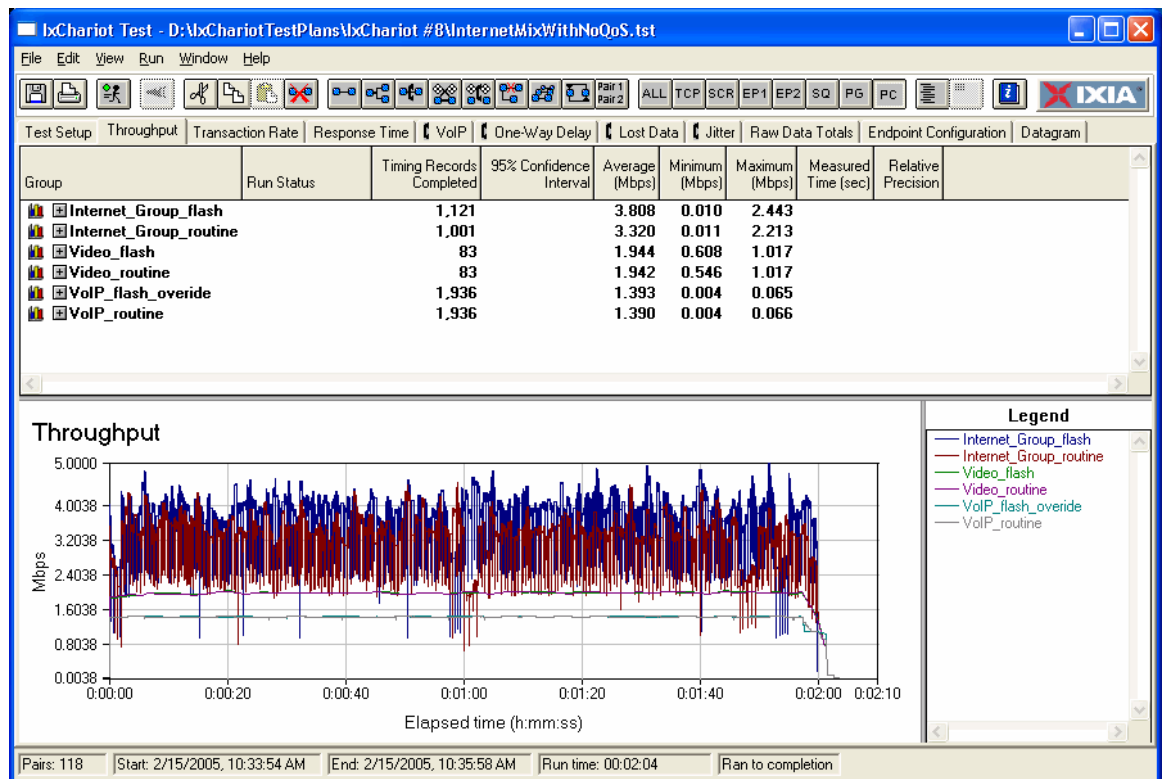 IxChariot Test - D:\IxChariotTestPlans\IxChariot #8\InternetMixWithNoQoS.tst
File Edit View Run Window Help
Pair 1 Pair 2 ALL TCP SCR EP1 EP2 SQ PG PC i IXIA
Test Setup Throughput Transaction Rate Response Time VoIP One-Way Delay Lost Data Jitter Raw Data Totals Endpoint Configuration Datagram
Group Run Status Timing Records Completed 95% Confidence Interval Average (Mbps) Minimum (Mbps) Maximum (Mbps) Measured Time (sec) Relative Precision
Internet_Group_flash 1,121 3.808 0.010 2.443
Internet_Group_routine 1,001 3.320 0.011 2.213
Video_flash 83 1.944 0.608 1.017
Video_routine 83 1.942 0.546 1.017
VoIP_flash_overide 1,936 1.393 0.004 0.065
VoIP_routine 1,936 1.390 0.004 0.066
Throughput
5.0000
4.0038
3.2038
2.4038
1.6038
0.8038
0.0038
Mbps
0:00:00 0:00:20 0:00:40 0:01:00 0:01:20 0:01:40 0:02:00 0:02:10
Elapsed time (h:mm:ss)
Legend
Internet_Group_flash
Internet_Group_routine
Video_flash
Video_routine
VoIP_flash_overide
VoIP_routine
Pairs: 118 Start: 2/15/2005, 10:33:54 AM End: 2/15/2005, 10:35:58 AM Run time: 00:02:04 Ran to completion